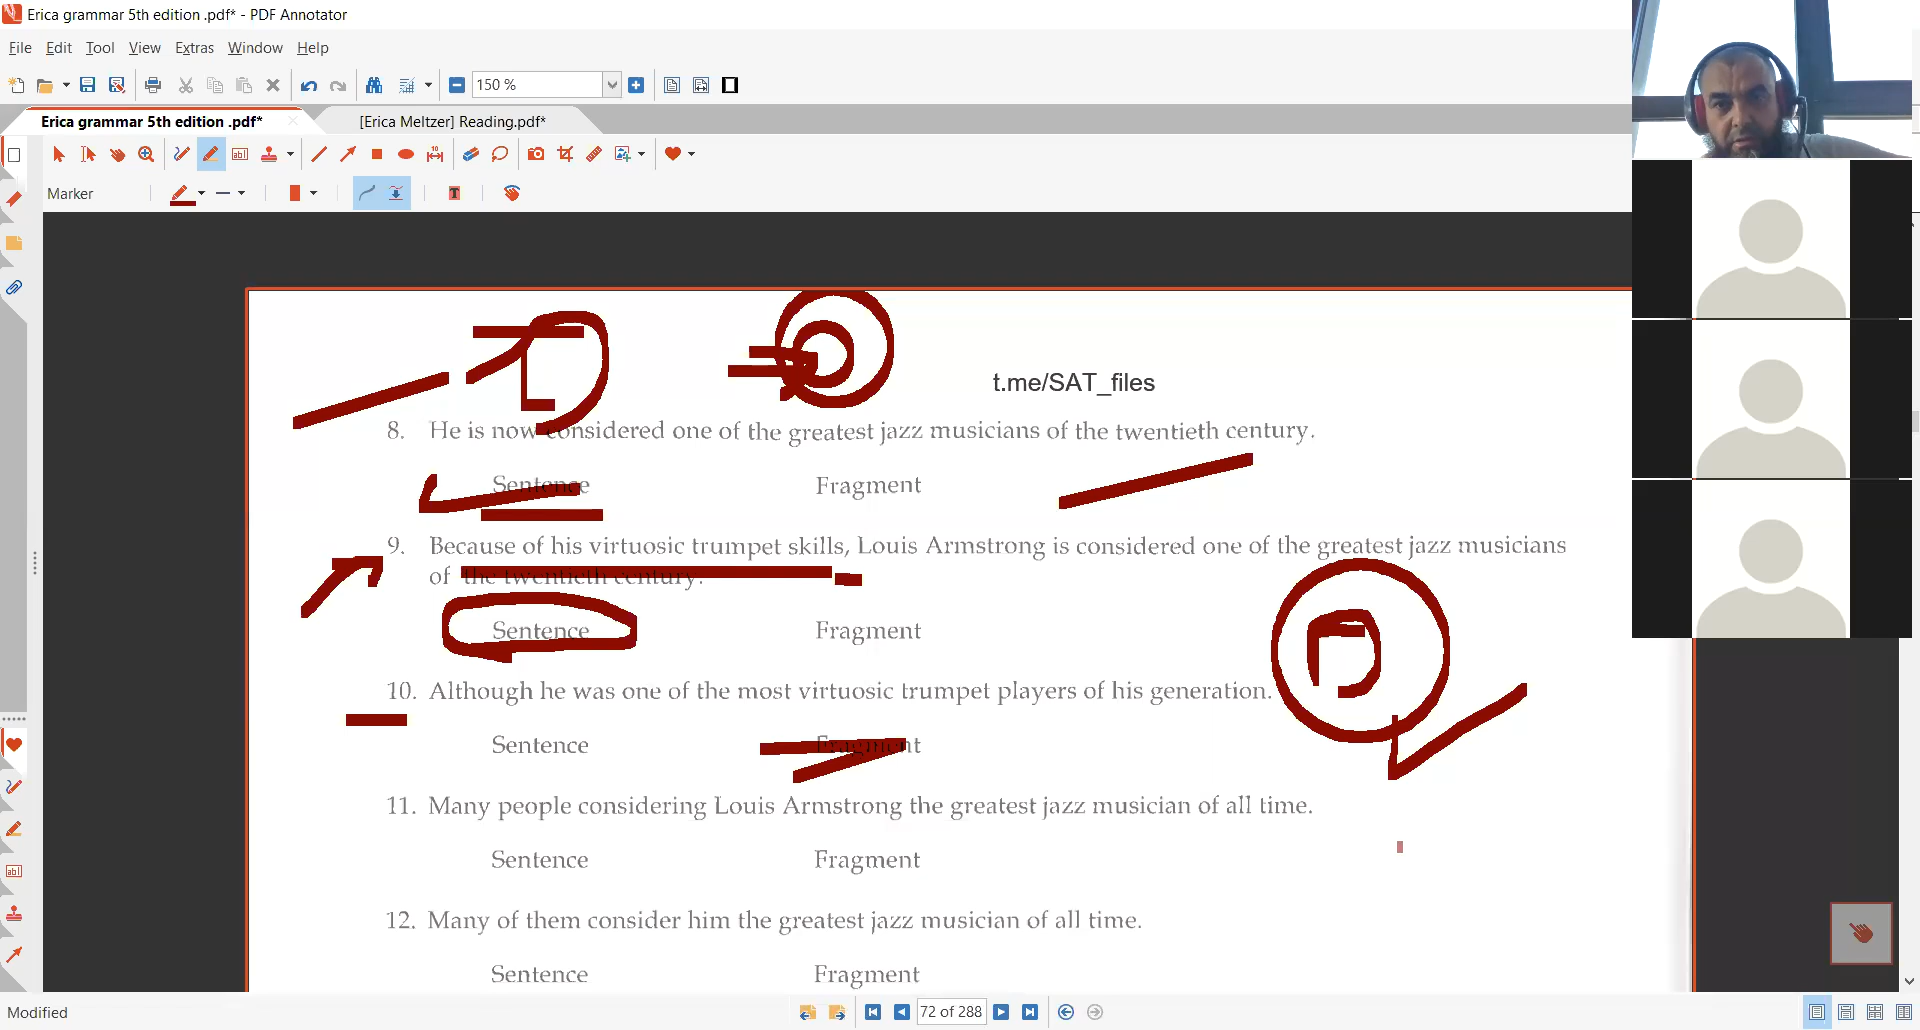 Erica grammar 5th edition .pdf* - PDF Annotator
File Edit Tool View Extras Window Help
150 %
Erica grammar 5th edition .pdf* [Erica Meltzer] Reading.pdf*
Marker
t.me/SAT_files
8. He is now considered one of the greatest jazz musicians of the twentieth century.
Sentence Fragment
9. Because of his virtuosic trumpet skills, Louis Armstrong is considered one of the greatest jazz musicians
of the twentieth century.
Sentence Fragment
10. Although he was one of the most virtuosic trumpet players of his generation.
Sentence Fragment
11. Many people considering Louis Armstrong the greatest jazz musician of all time.
Sentence Fragment
12. Many of them consider him the greatest jazz musician of all time.
Sentence Fragment
Modified 72 of 288